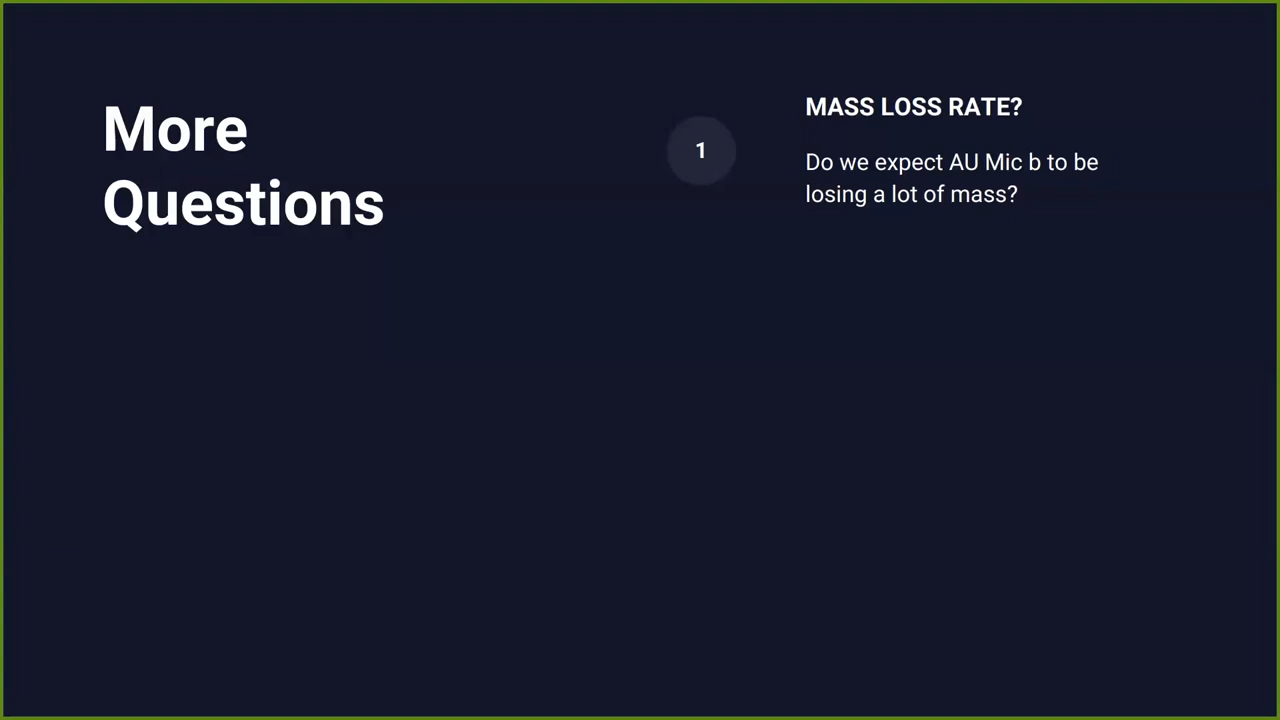 More
Questions
1
MASS LOSS RATE?
Do we expect AU Mic b to be
losing a lot of mass?